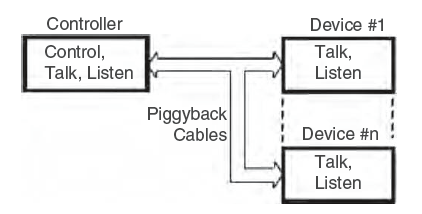 Controller
Control,
Talk, Listen
Device #1
Talk,
Listen
Piggyback
Cables
Device #n
Talk,
Listen